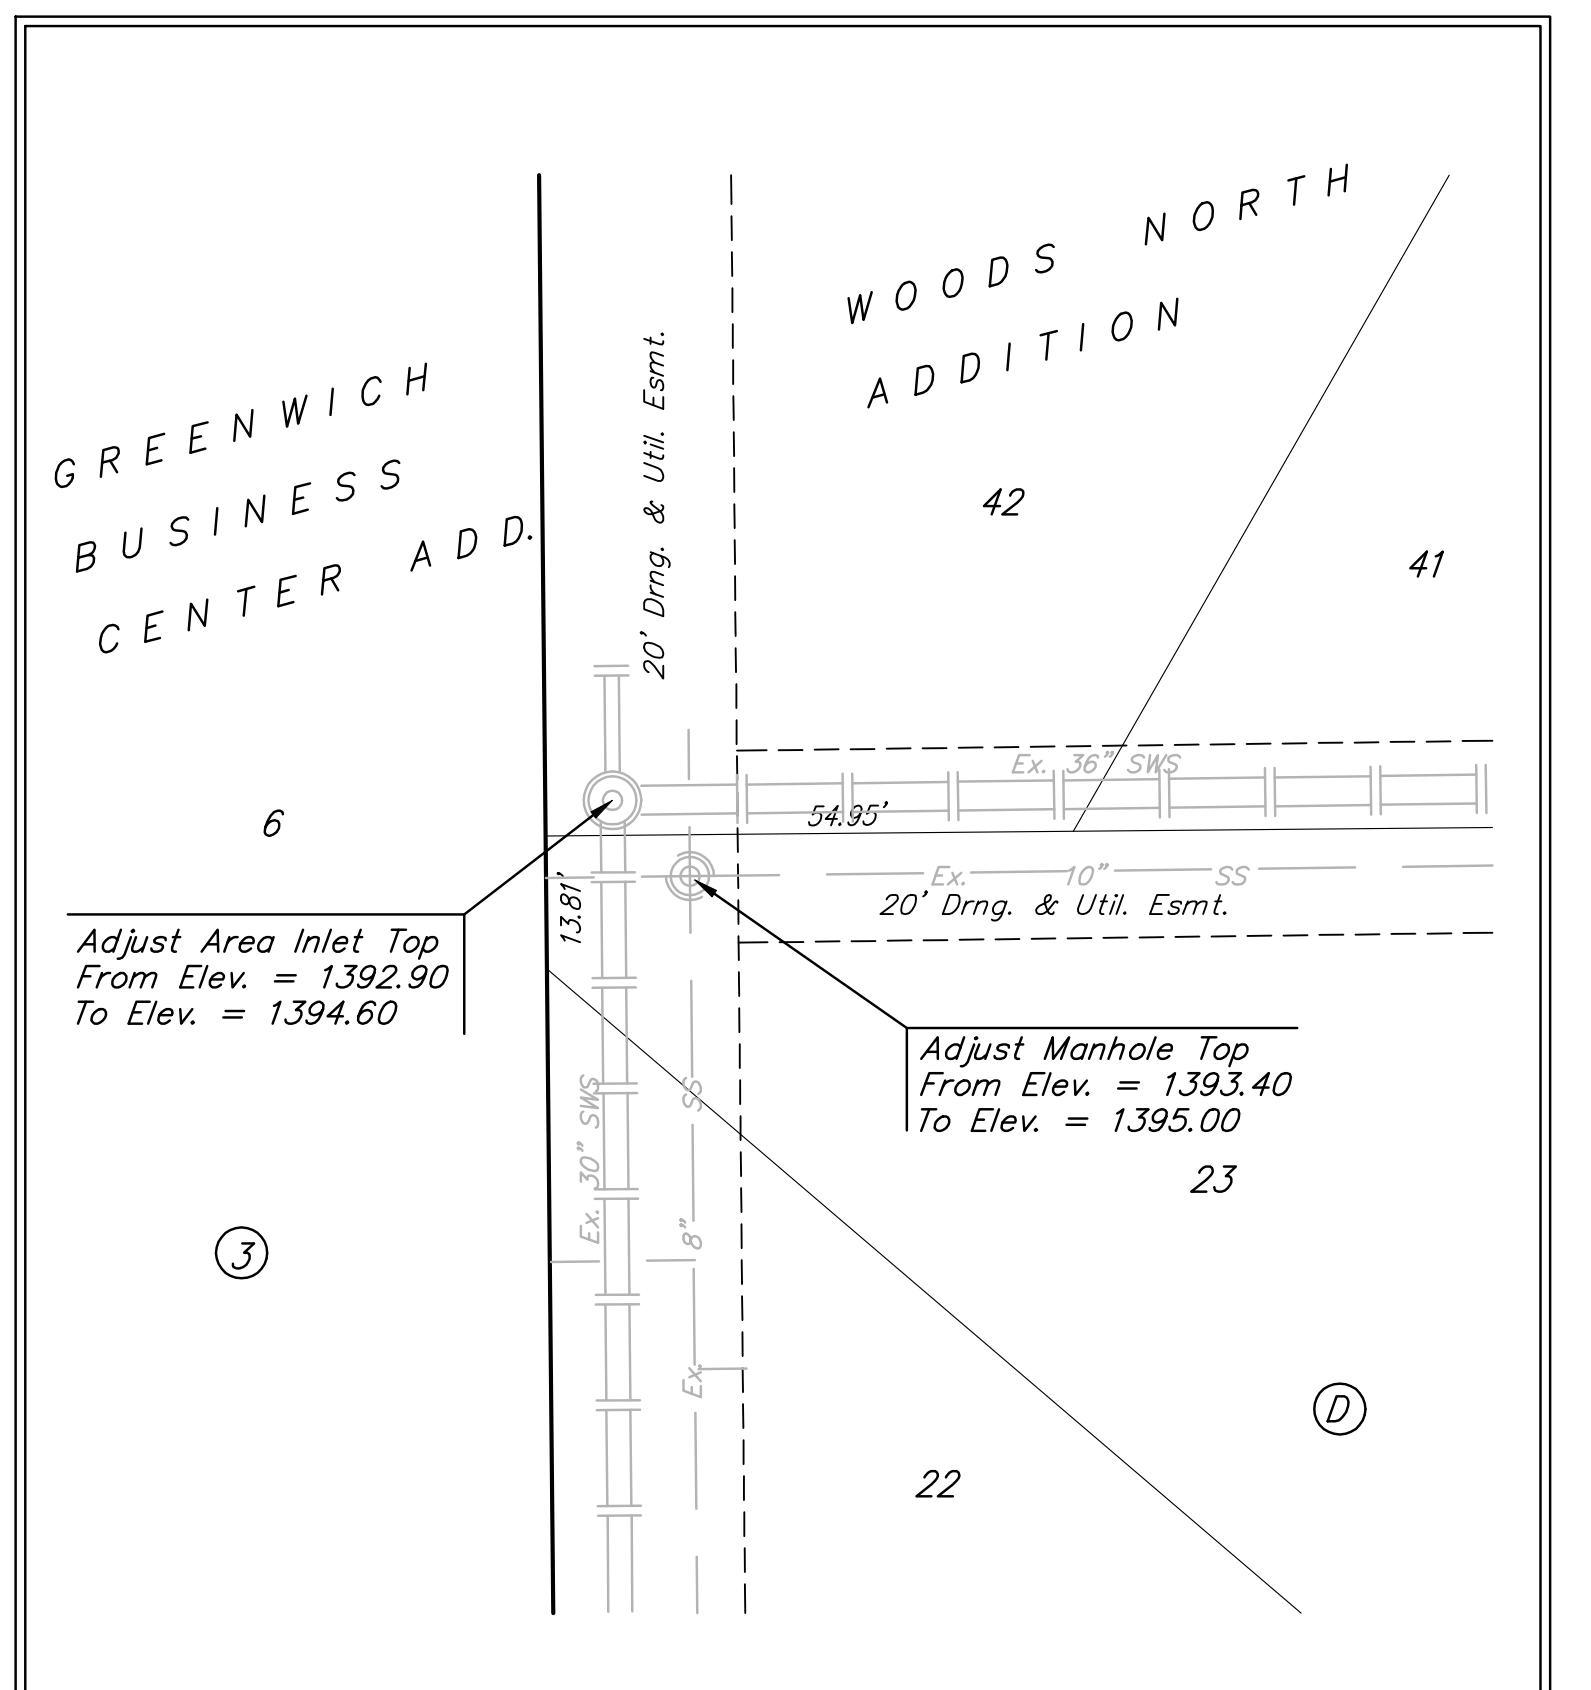 WOODS NORTH
ADDITION
GREENWICH
BUSINESS
CENTER ADD.
20' Drng. & Util. Esmt.
42
41
6
Ex. 36" SWS
54.95'
Ex. 10" SS
20' Drng. & Util. Esmt.
13.81'
Adjust Area Inlet Top
From Elev. = 1392.90
To Elev. = 1394.60
Adjust Manhole Top
From Elev. = 1393.40
To Elev. = 1395.00
23
Ex. 30" SWS
Ex. 8" SS
3
D
22